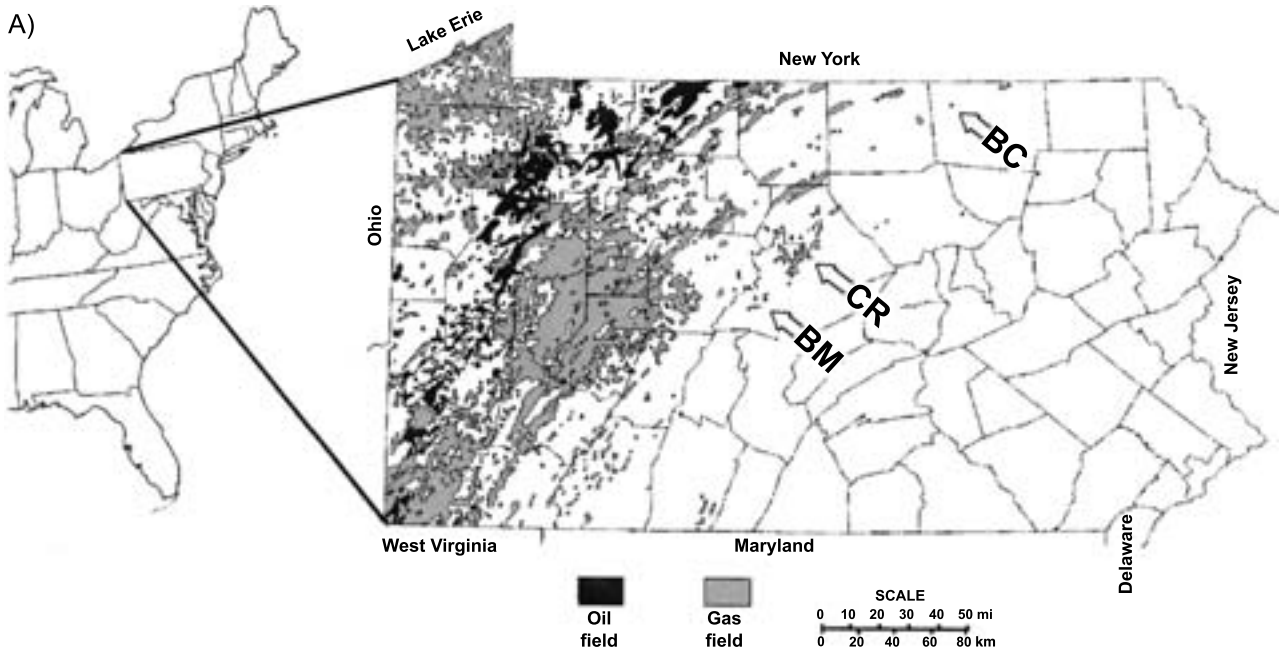 A)
Lake Erie
New York
BC
Ohio
CR
BM
New Jersey
West Virginia
Maryland
Delaware
Oil
field
Gas
field
SCALE
0 10 20 30 40 50 mi
0 20 40 60 80 km